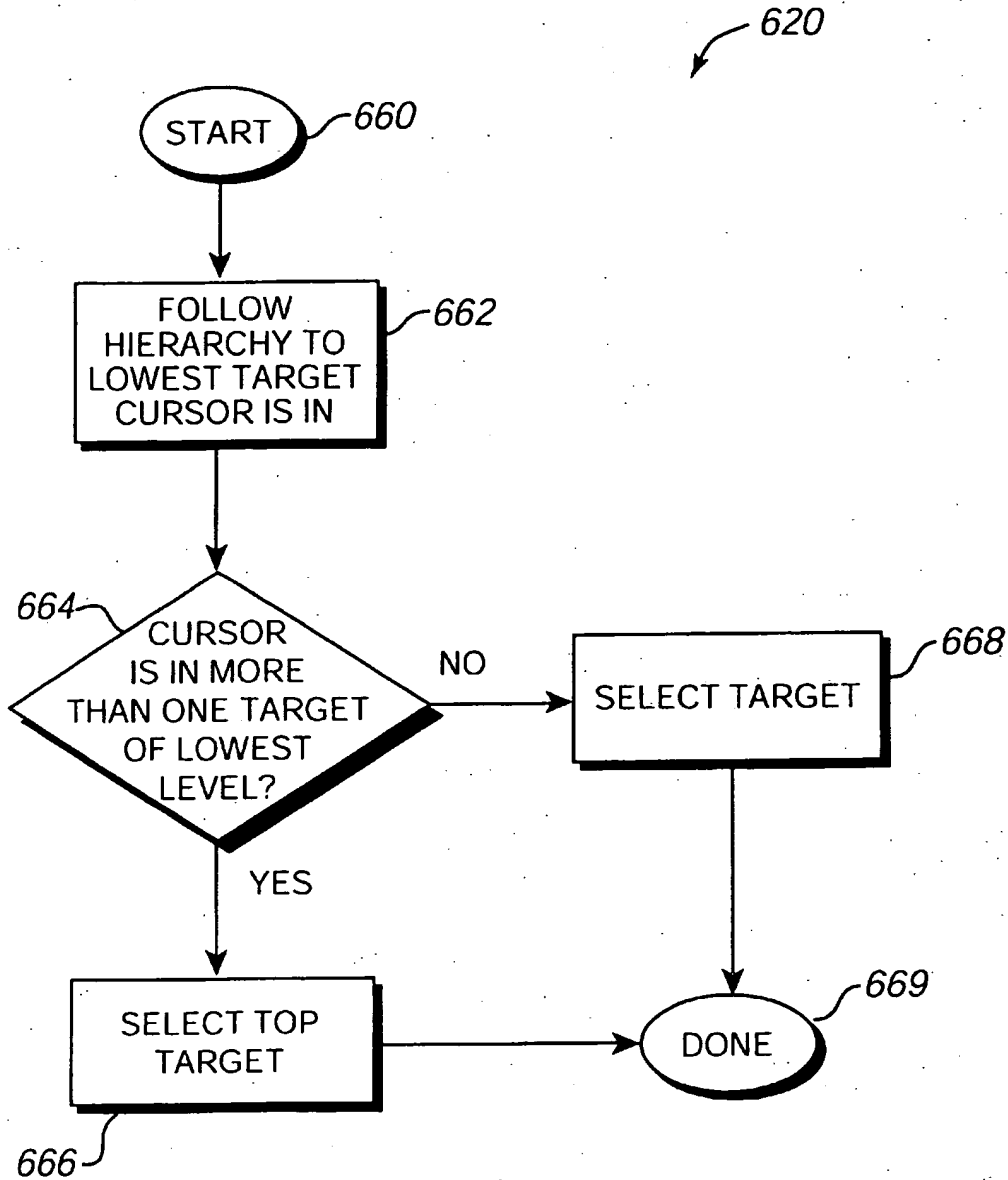 620
START
660
FOLLOW
HIERARCHY TO
LOWEST TARGET
CURSOR IS IN
662
664
CURSOR
IS IN MORE
THAN ONE TARGET
OF LOWEST
LEVEL?
NO
SELECT TARGET
668
YES
SELECT TOP
TARGET
666
DONE
669